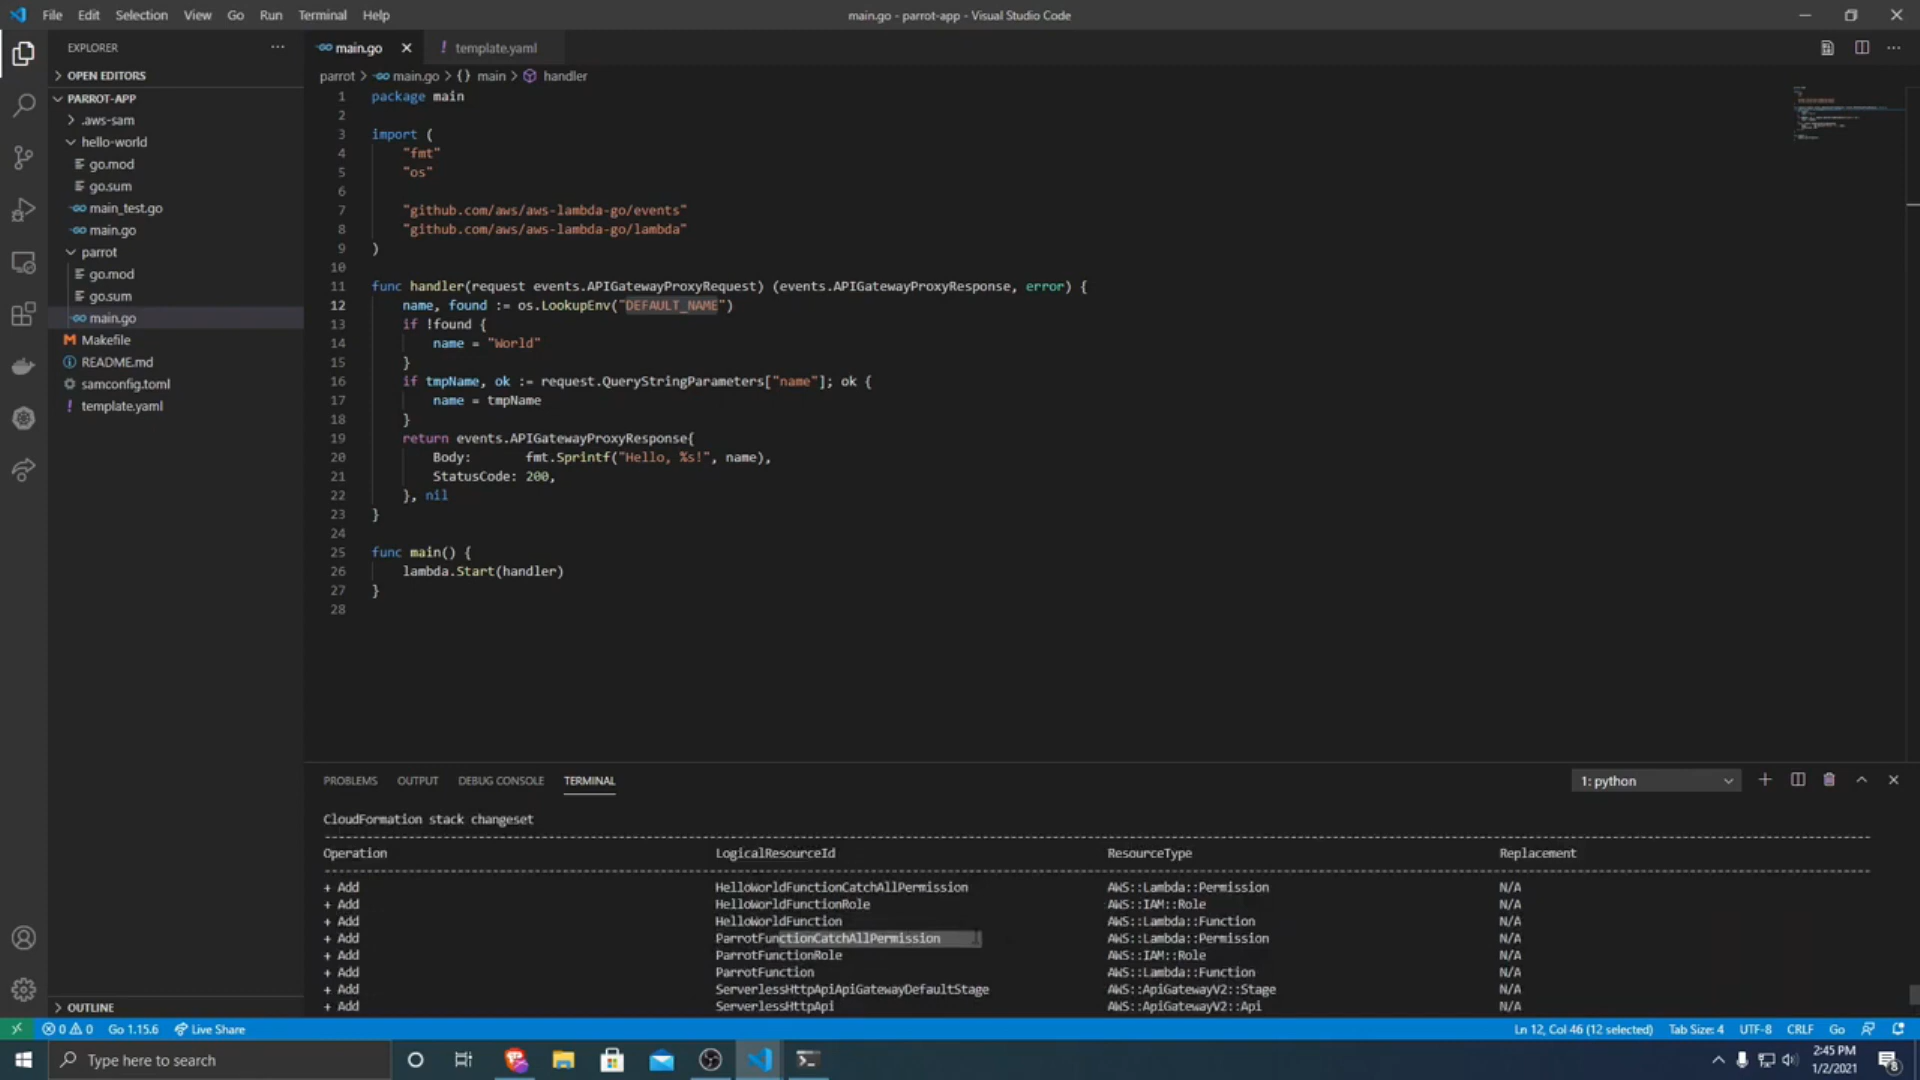 File Edit Selection View Go Run Terminal Help
main.go - parrot-app - Visual Studio Code
EXPLORER
OPEN EDITORS
PARROT-APP
.aws-sam
hello-world
go.mod
go.sum
main_test.go
main.go
parrot
go.mod
go.sum
main.go
Makefile
README.md
samconfig.toml
template.yaml
OUTLINE
main.go
template.yaml
parrot > main.go > {} main > handler
1 package main
2
3 import (
4 "fmt"
5 "os"
6
7 "github.com/aws/aws-lambda-go/events"
8 "github.com/aws/aws-lambda-go/lambda"
9 )
10
11 func handler(request events.APIGatewayProxyRequest) (events.APIGatewayProxyResponse, error) {
12 name, found := os.LookupEnv("DEFAULT_NAME")
13 if !found {
14 name = "World"
15 }
16 if tmpName, ok := request.QueryStringParameters["name"]; ok {
17 name = tmpName
18 }
19 return events.APIGatewayProxyResponse{
20 Body: fmt.Sprintf("Hello, %s!", name),
21 StatusCode: 200,
22 }, nil
23 }
24
25 func main() {
26 lambda.Start(handler)
27 }
28
PROBLEMS OUTPUT DEBUG CONSOLE TERMINAL
1: python
CloudFormation stack changeset
Operation LogicalResourceId ResourceType Replacement
+ Add HelloWorldFunctionCatchAllPermission AWS::Lambda::Permission N/A
+ Add HelloWorldFunctionRole AWS::IAM::Role N/A
+ Add HelloWorldFunction AWS::Lambda::Function N/A
+ Add ParrotFunctionCatchAllPermission AWS::Lambda::Permission N/A
+ Add ParrotFunctionRole AWS::IAM::Role N/A
+ Add ParrotFunction AWS::Lambda::Function N/A
+ Add ServerlessHttpApiApiGatewayDefaultStage AWS::ApiGatewayV2::Stage N/A
+ Add ServerlessHttpApi AWS::ApiGatewayV2::Api N/A
0 0 Go 1.15.6 Live Share
Ln 12, Col 46 (12 selected) Tab Size: 4 UTF-8 CRLF Go
Type here to search
2:45 PM
1/2/2021
8